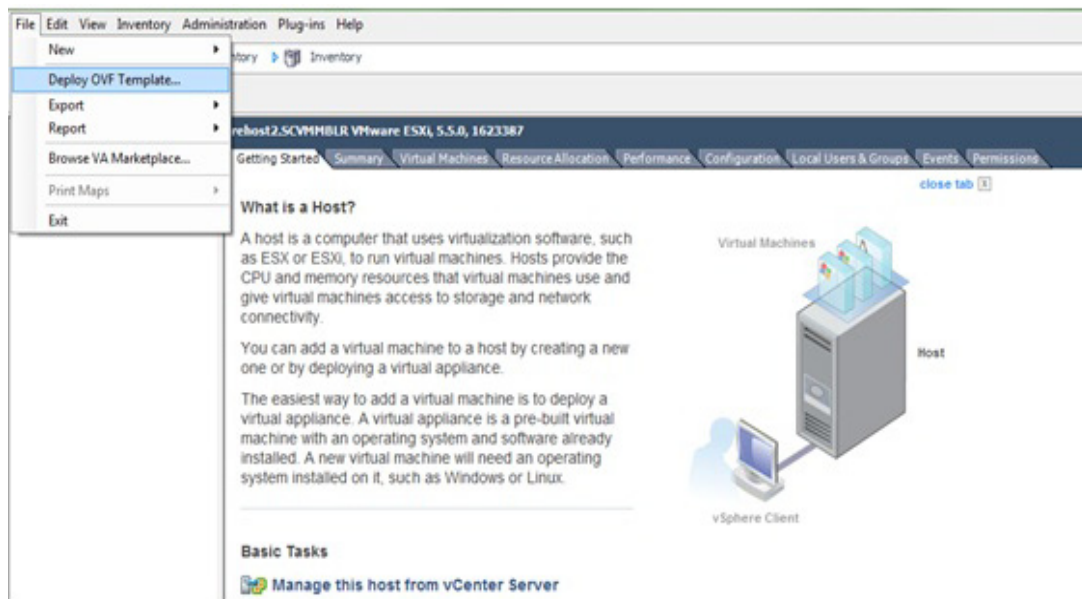 File Edit View Inventory Administration Plug-ins Help
New
Deploy OVF Template...
Export
Report
Browse VA Marketplace...
Print Maps
Exit
Inventory
rehost2.SCVMMBLR VMware ESXi, 5.5.0, 1623387
Getting Started Summary Virtual Machines Resource Allocation Performance Configuration Local Users & Groups Events Permissions
close tab
What is a Host?
A host is a computer that uses virtualization software, such
as ESX or ESXi, to run virtual machines. Hosts provide the
CPU and memory resources that virtual machines use and
give virtual machines access to storage and network
connectivity.
You can add a virtual machine to a host by creating a new
one or by deploying a virtual appliance.
The easiest way to add a virtual machine is to deploy a
virtual appliance. A virtual appliance is a pre-built virtual
machine with an operating system and software already
installed. A new virtual machine will need an operating
system installed on it, such as Windows or Linux.
Virtual Machines
Host
vSphere Client
Basic Tasks
Manage this host from vCenter Server